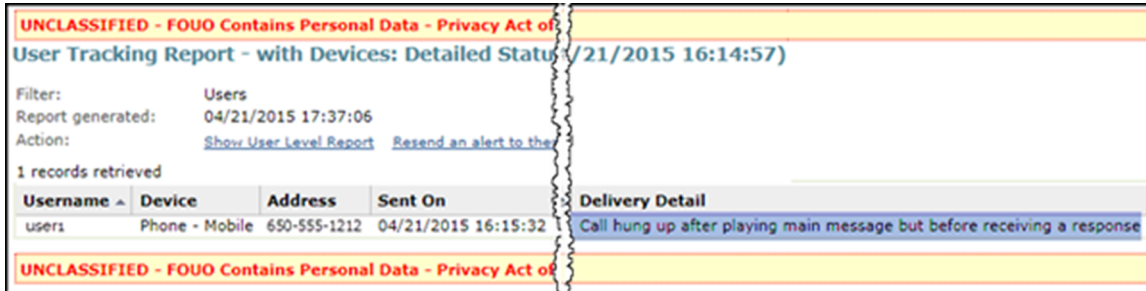 UNCLASSIFIED - FOUO Contains Personal Data - Privacy Act of
User Tracking Report - with Devices: Detailed Statu /21/2015 16:14:57)
Filter: Users
Report generated: 04/21/2015 17:37:06
Action: Show User Level Report Resend an alert to
1 records retrieved
Username Device Address Sent On Delivery Detail
user1 Phone - Mobile 650-555-1212 04/21/2015 16:15:32 Call hung up after playing main message but before receiving a response
UNCLASSIFIED - FOUO Contains Personal Data - Privacy Act of